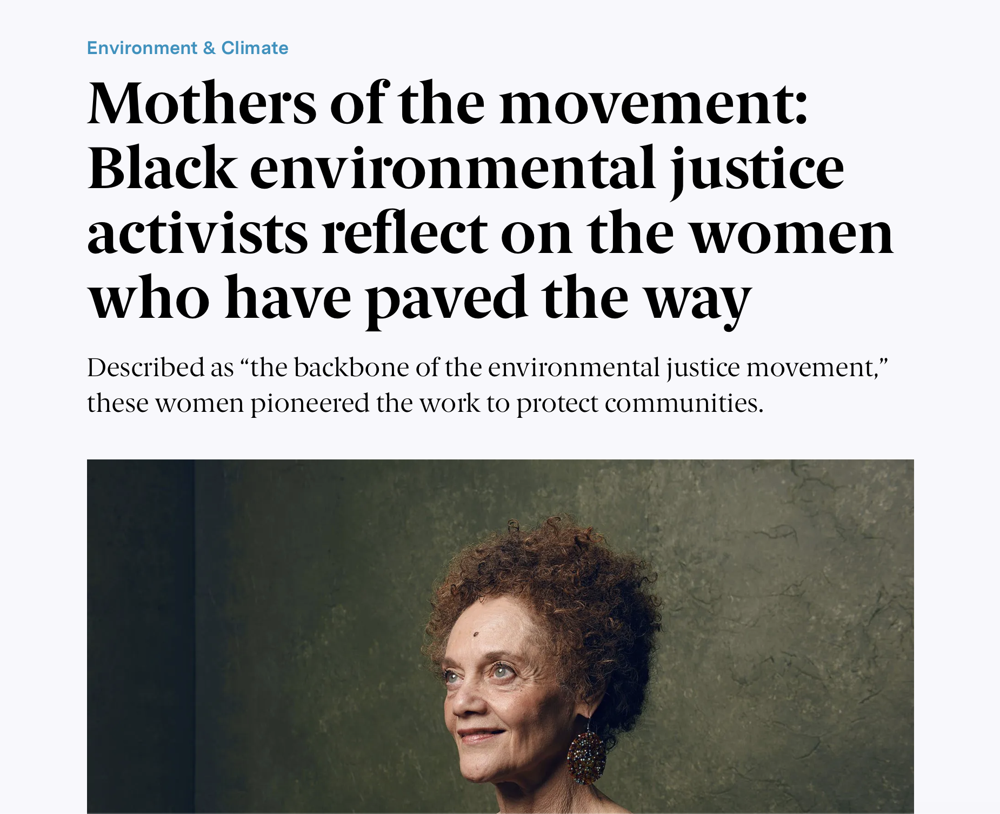 Environment & Climate
Mothers of the movement:
Black environmental justice
activists reflect on the women
who have paved the way
Described as “the backbone of the environmental justice movement,”
these women pioneered the work to protect communities.